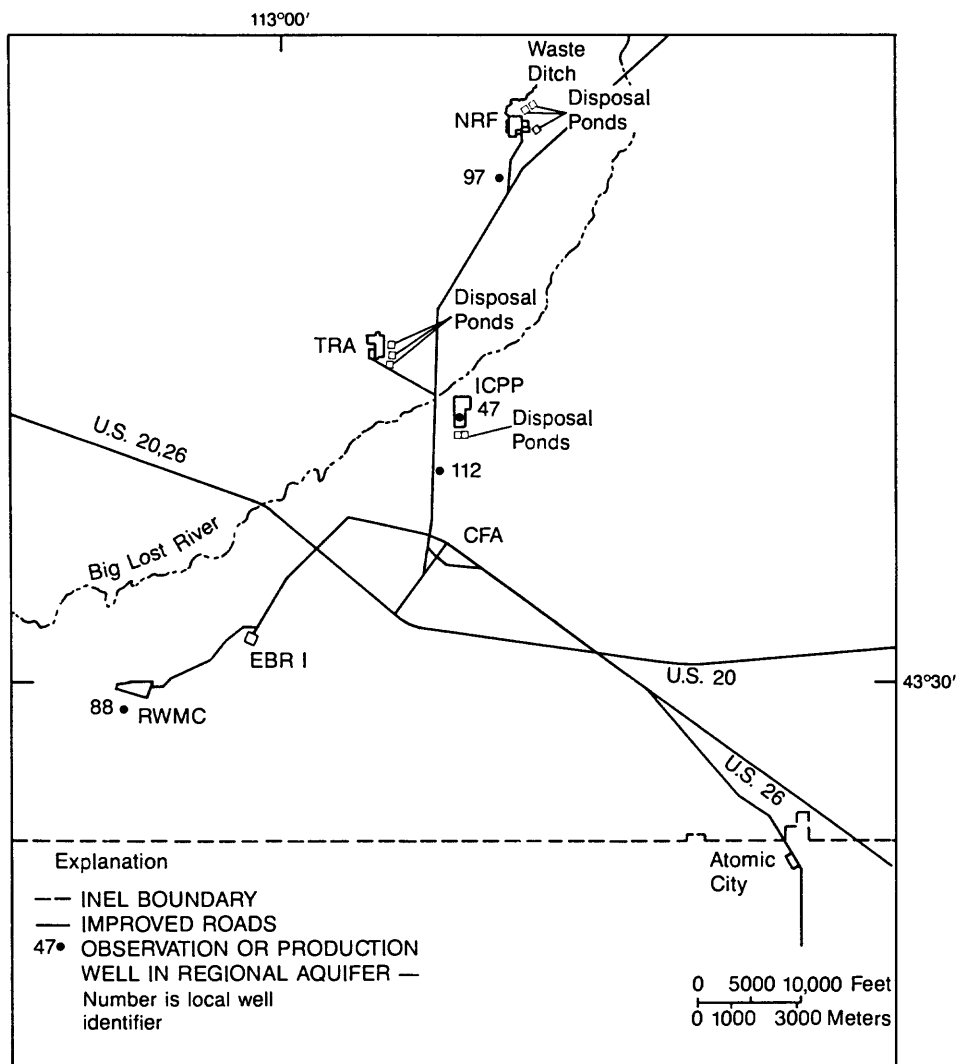 113°00′
Waste
Ditch
Disposal
Ponds
NRF
97
Disposal
Ponds
TRA
ICPP
47
Disposal
Ponds
U.S. 20,26
112
CFA
Big Lost River
EBR I
U.S. 20
43°30′
88
RWMC
U.S. 26
Atomic
City
Explanation
INEL BOUNDARY
IMPROVED ROADS
47 OBSERVATION OR PRODUCTION
WELL IN REGIONAL AQUIFER —
Number is local well
identifier
0 5000 10,000 Feet
0 1000 3000 Meters